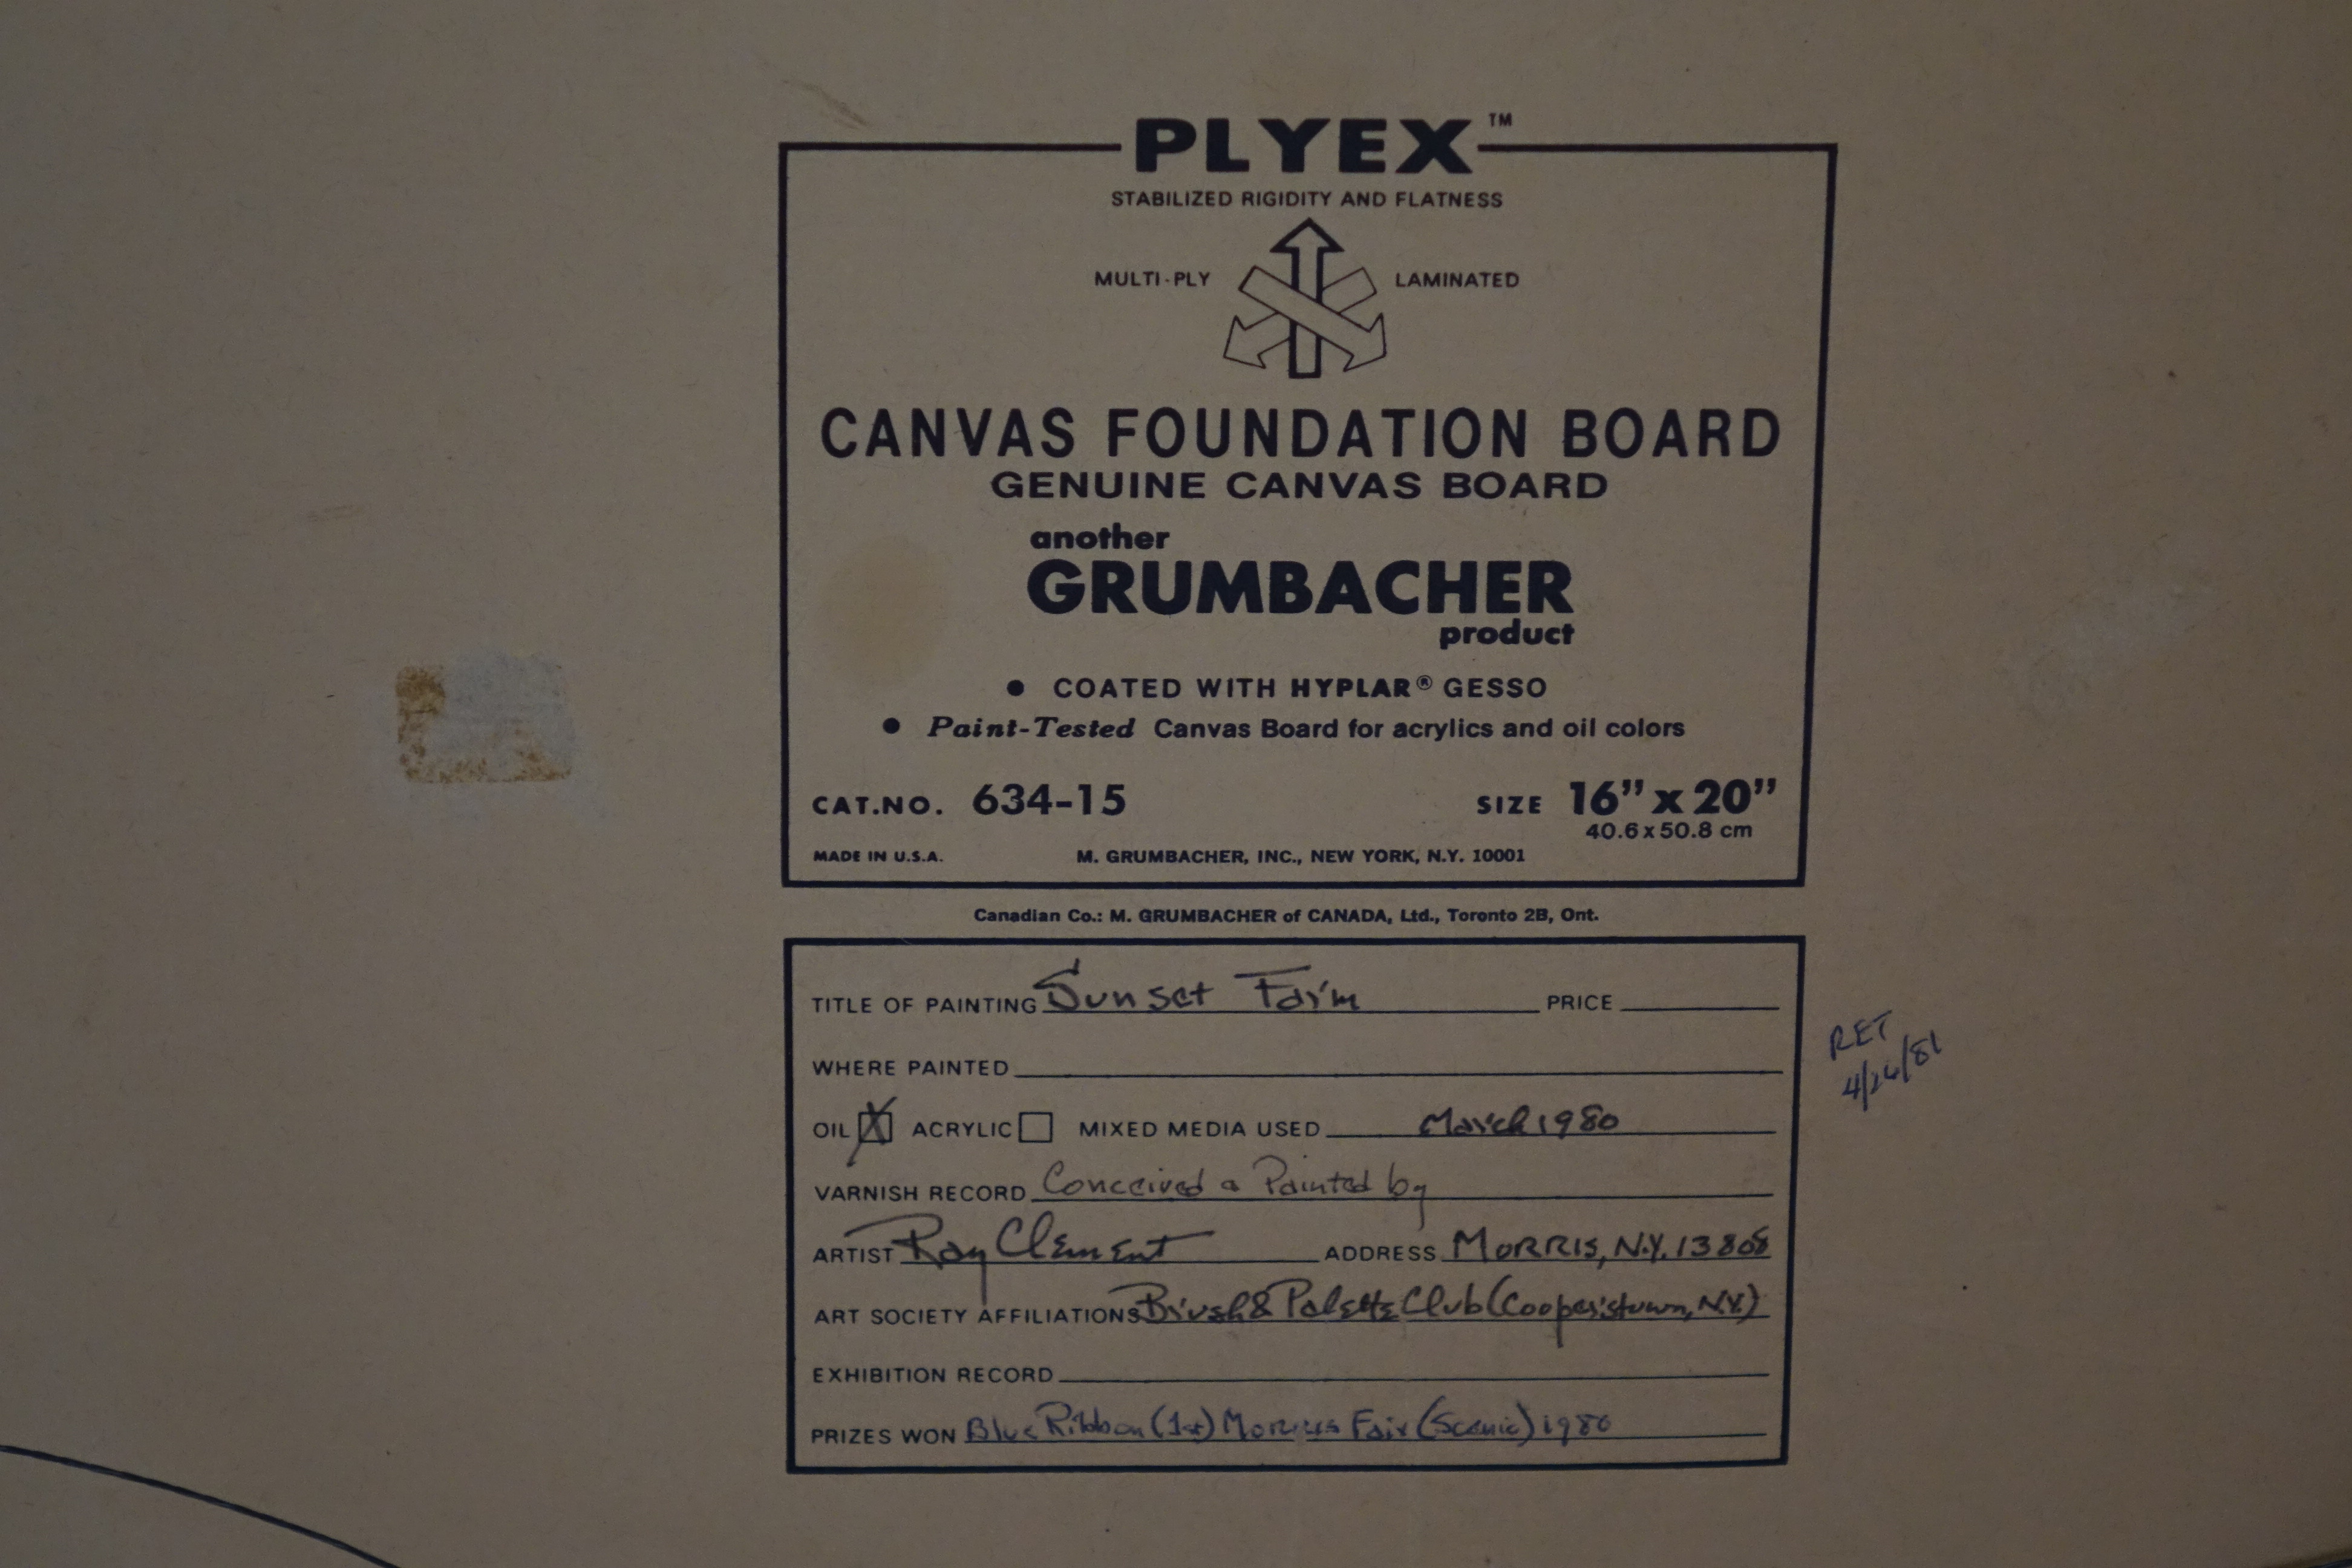 PLYEX™
STABILIZED RIGIDITY AND FLATNESS
MULTI-PLY LAMINATED
CANVAS FOUNDATION BOARD
GENUINE CANVAS BOARD
another
GRUMBACHER
product
● COATED WITH HYPLAR® GESSO
● Paint-Tested Canvas Board for acrylics and oil colors
CAT.NO. 634-15 SIZE 16” x 20”
40.6 x 50.8 cm
MADE IN U.S.A. M. GRUMBACHER, INC., NEW YORK, N.Y. 10001
Canadian Co.: M. GRUMBACHER of CANADA, Ltd., Toronto 2B, Ont.
TITLE OF PAINTING Sunset Farm PRICE
WHERE PAINTED
OIL X ACRYLIC MIXED MEDIA USED March 1980
VARNISH RECORD Conceived & Painted by
ARTIST Ray Clement ADDRESS MORRIS, N.Y. 13808
ART SOCIETY AFFILIATIONS Brush & Palette Club (Cooperstown, N.Y.)
EXHIBITION RECORD
PRIZES WON Blue Ribbon (1st) Morris Fair (Scenic) 1980
RET
4/26/81